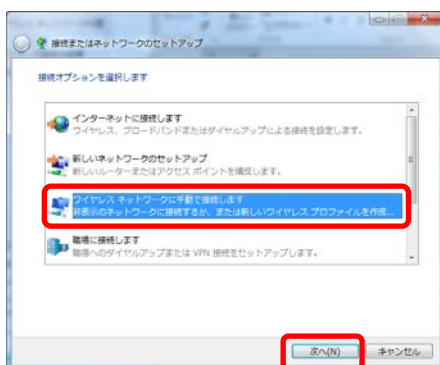 接続またはネットワークのセットアップ
接続オプションを選択します
インターネットに接続します
ワイヤレス、ブロードバンドまたはダイヤルアップによる接続を設定します。
新しいネットワークのセットアップ
新しいルーターまたはアクセス ポイントを構成します。
ワイヤレス ネットワークに手動で接続します
非表示のネットワークに接続するか、または新しいワイヤレス プロファイルを作成...
職場に接続します
職場へのダイヤルアップまたは VPN 接続をセットアップします。
次へ(N)
キャンセル